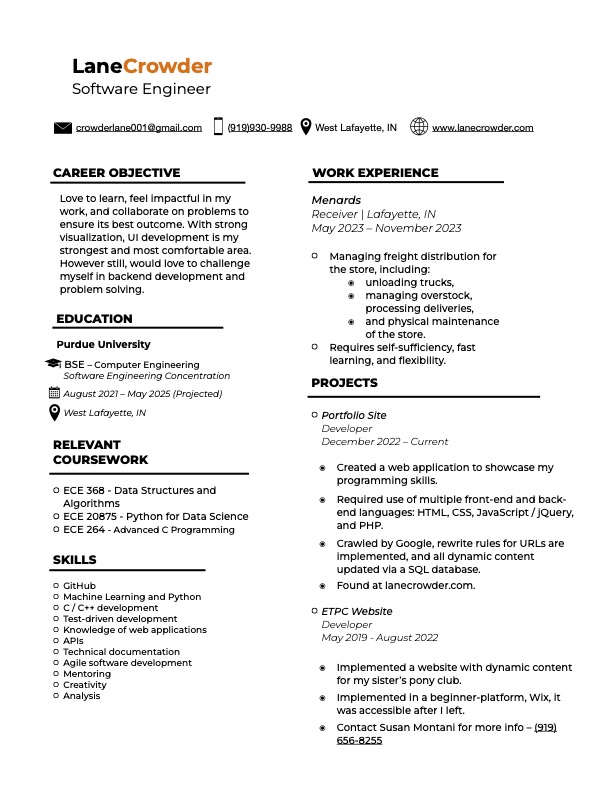 LaneCrowder
Software Engineer
crowderlane001@gmail.com (919)930-9988 West Lafayette, IN www.lanecrowder.com
CAREER OBJECTIVE
Love to learn, feel impactful in my
work, and collaborate on problems to
ensure its best outcome. With strong
visualization, UI development is my
strongest and most comfortable area.
However still, would love to challenge
myself in backend development and
problem solving.
EDUCATION
Purdue University
BSE – Computer Engineering
Software Engineering Concentration
August 2021 – May 2025 (Projected)
West Lafayette, IN
RELEVANT
COURSEWORK
ECE 368 - Data Structures and
Algorithms
ECE 20875 - Python for Data Science
ECE 264 - Advanced C Programming
SKILLS
GitHub
Machine Learning and Python
C / C++ development
Test-driven development
Knowledge of web applications
APIs
Technical documentation
Agile software development
Mentoring
Creativity
Analysis
WORK EXPERIENCE
Menards
Receiver | Lafayette, IN
May 2023 – November 2023
Managing freight distribution for
the store, including:
unloading trucks,
managing overstock,
processing deliveries,
and physical maintenance
of the store.
Requires self-sufficiency, fast
learning, and flexibility.
PROJECTS
Portfolio Site
Developer
December 2022 – Current
Created a web application to showcase my
programming skills.
Required use of multiple front-end and back-
end languages: HTML, CSS, JavaScript / jQuery,
and PHP.
Crawled by Google, rewrite rules for URLs are
implemented, and all dynamic content
updated via a SQL database.
Found at lanecrowder.com.
ETPC Website
Developer
May 2019 - August 2022
Implemented a website with dynamic content
for my sister's pony club.
Implemented in a beginner-platform, Wix, it
was accessible after I left.
Contact Susan Montani for more info – (919)
656-8255